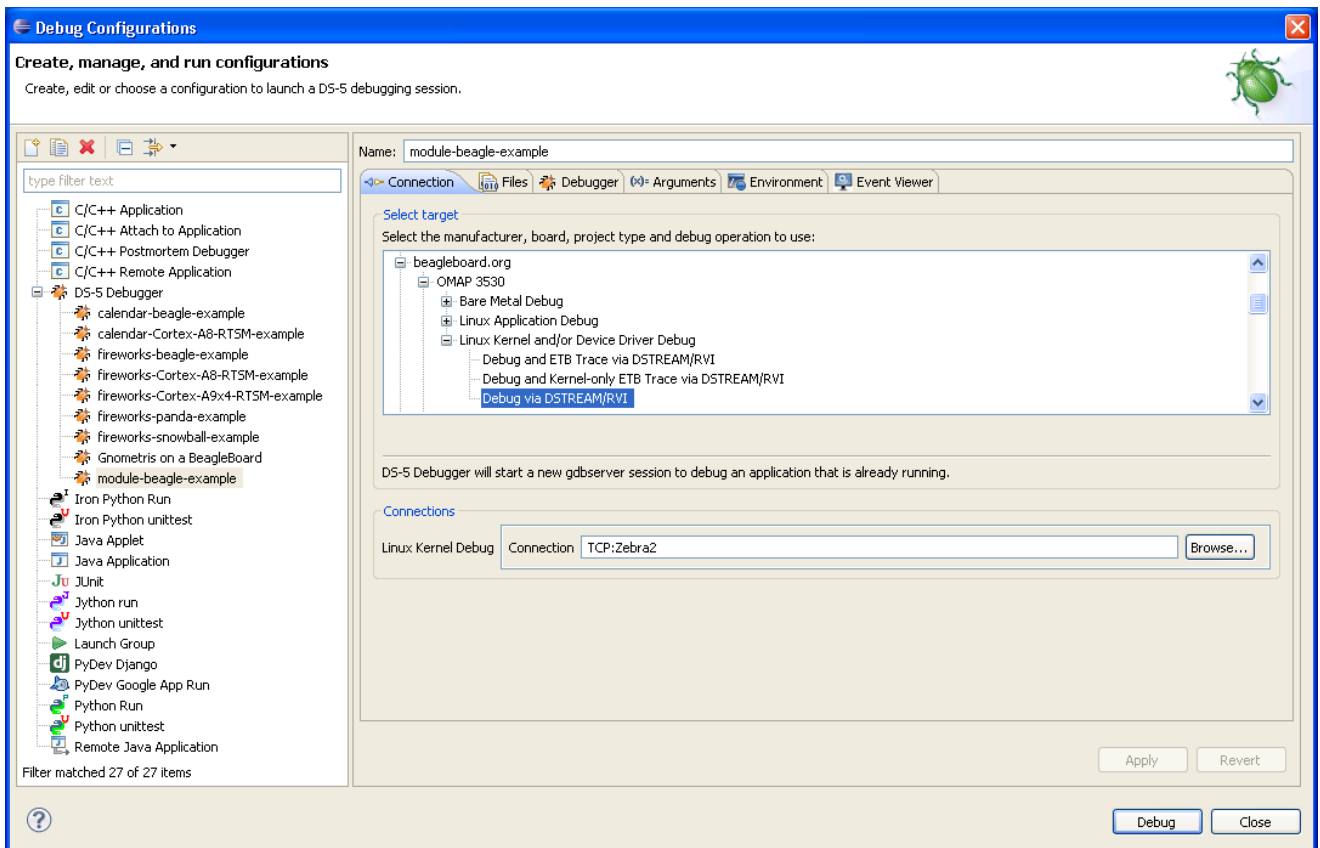 Debug Configurations
Create, manage, and run configurations
Create, edit or choose a configuration to launch a DS-5 debugging session.
type filter text
C/C++ Application
C/C++ Attach to Application
C/C++ Postmortem Debugger
C/C++ Remote Application
DS-5 Debugger
calendar-beagle-example
calendar-Cortex-A8-RTSM-example
fireworks-beagle-example
fireworks-Cortex-A8-RTSM-example
fireworks-Cortex-A9x4-RTSM-example
fireworks-panda-example
fireworks-snowball-example
Gnometris on a BeagleBoard
module-beagle-example
Iron Python Run
Iron Python unittest
Java Applet
Java Application
JUnit
Jython run
Jython unittest
Launch Group
PyDev Django
PyDev Google App Run
Python Run
Python unittest
Remote Java Application
Filter matched 27 of 27 items
Name: module-beagle-example
Connection Files Debugger (x)= Arguments Environment Event Viewer
Select target
Select the manufacturer, board, project type and debug operation to use:
beagleboard.org
OMAP 3530
Bare Metal Debug
Linux Application Debug
Linux Kernel and/or Device Driver Debug
Debug and ETB Trace via DSTREAM/RVI
Debug and Kernel-only ETB Trace via DSTREAM/RVI
Debug via DSTREAM/RVI
DS-5 Debugger will start a new gdbserver session to debug an application that is already running.
Connections
Linux Kernel Debug Connection TCP:Zebra2 Browse...
Apply Revert
Debug Close